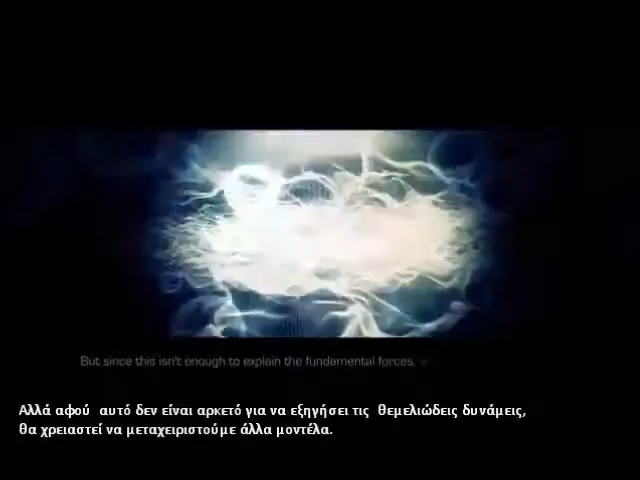 But since this isn't enough to explain the fundamental forces,
Αλλά αφού αυτό δεν είναι αρκετό για να εξηγήσει τις θεμελιώδεις δυνάμεις,
θα χρειαστεί να μεταχειριστούμε άλλα μοντέλα.